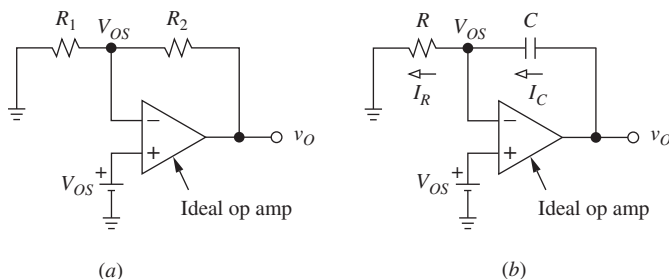 R1
VOS
R2
−
+
+
VOS
vO
Ideal op amp
(a)
R
VOS
C
IR
IC
−
+
+
VOS
vO
Ideal op amp
(b)